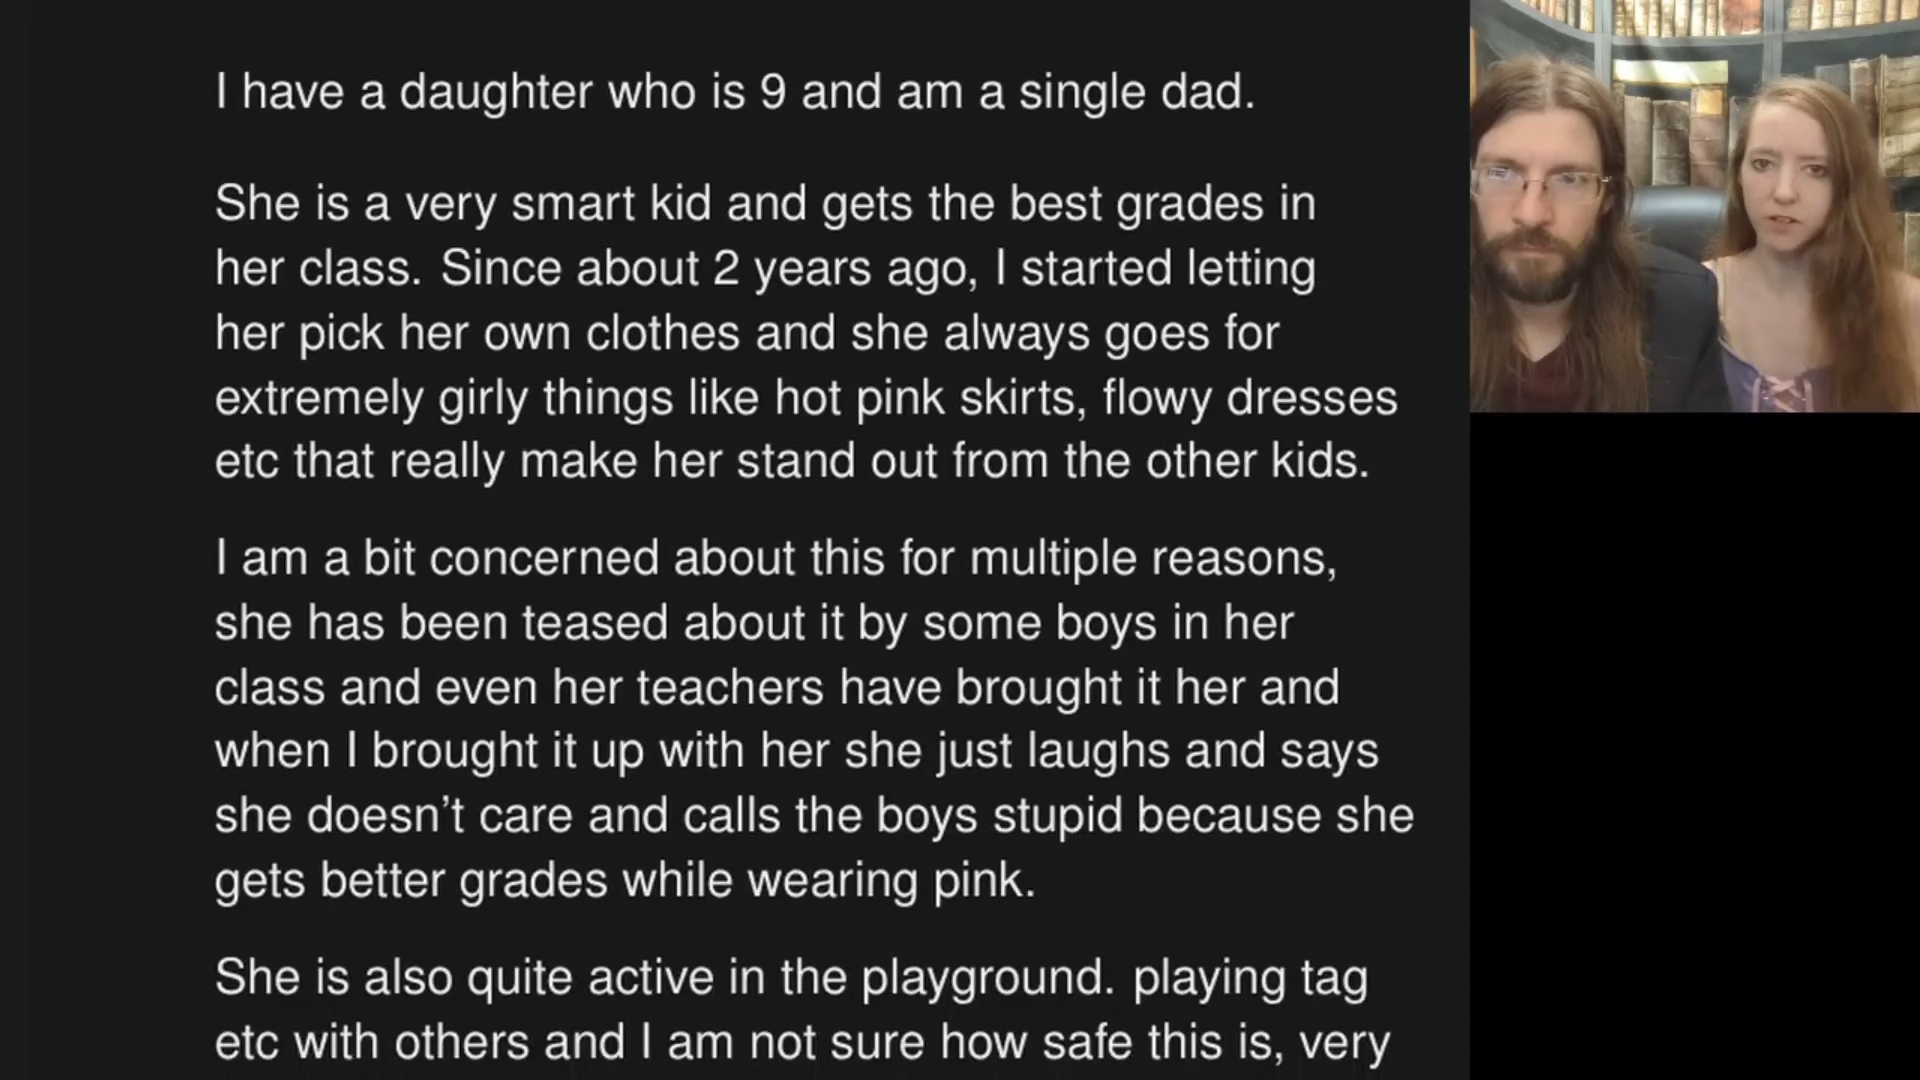 I have a daughter who is 9 and am a single dad.
She is a very smart kid and gets the best grades in
her class. Since about 2 years ago, I started letting
her pick her own clothes and she always goes for
extremely girly things like hot pink skirts, flowy dresses
etc that really make her stand out from the other kids.
I am a bit concerned about this for multiple reasons,
she has been teased about it by some boys in her
class and even her teachers have brought it her and
when I brought it up with her she just laughs and says
she doesn’t care and calls the boys stupid because she
gets better grades while wearing pink.
She is also quite active in the playground. playing tag
etc with others and I am not sure how safe this is, very